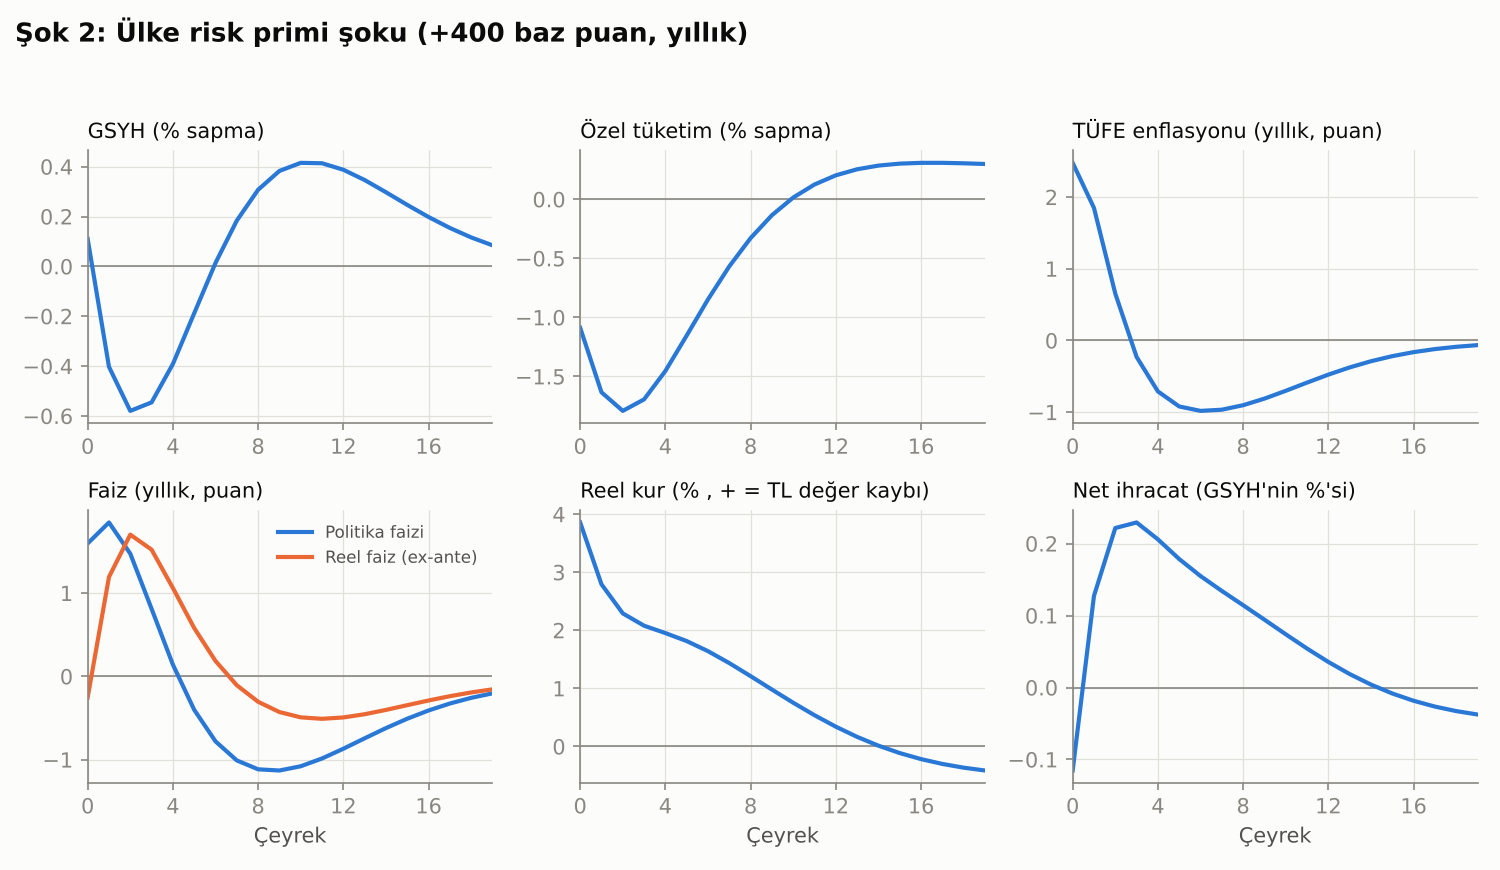 Şok 2: Ülke risk primi şoku (+400 baz puan, yıllık)
GSYH (% sapma)
0.4
0.2
0.0
−0.2
−0.4
−0.6
0 4 8 12 16
Özel tüketim (% sapma)
0.0
−0.5
−1.0
−1.5
0 4 8 12 16
TÜFE enflasyonu (yıllık, puan)
2
1
0
−1
0 4 8 12 16
Faiz (yıllık, puan)
Politika faizi
Reel faiz (ex-ante)
1
0
−1
0 4 8 12 16
Çeyrek
Reel kur (% , + = TL değer kaybı)
4
3
2
1
0
0 4 8 12 16
Çeyrek
Net ihracat (GSYH'nin %'si)
0.2
0.1
0.0
−0.1
0 4 8 12 16
Çeyrek